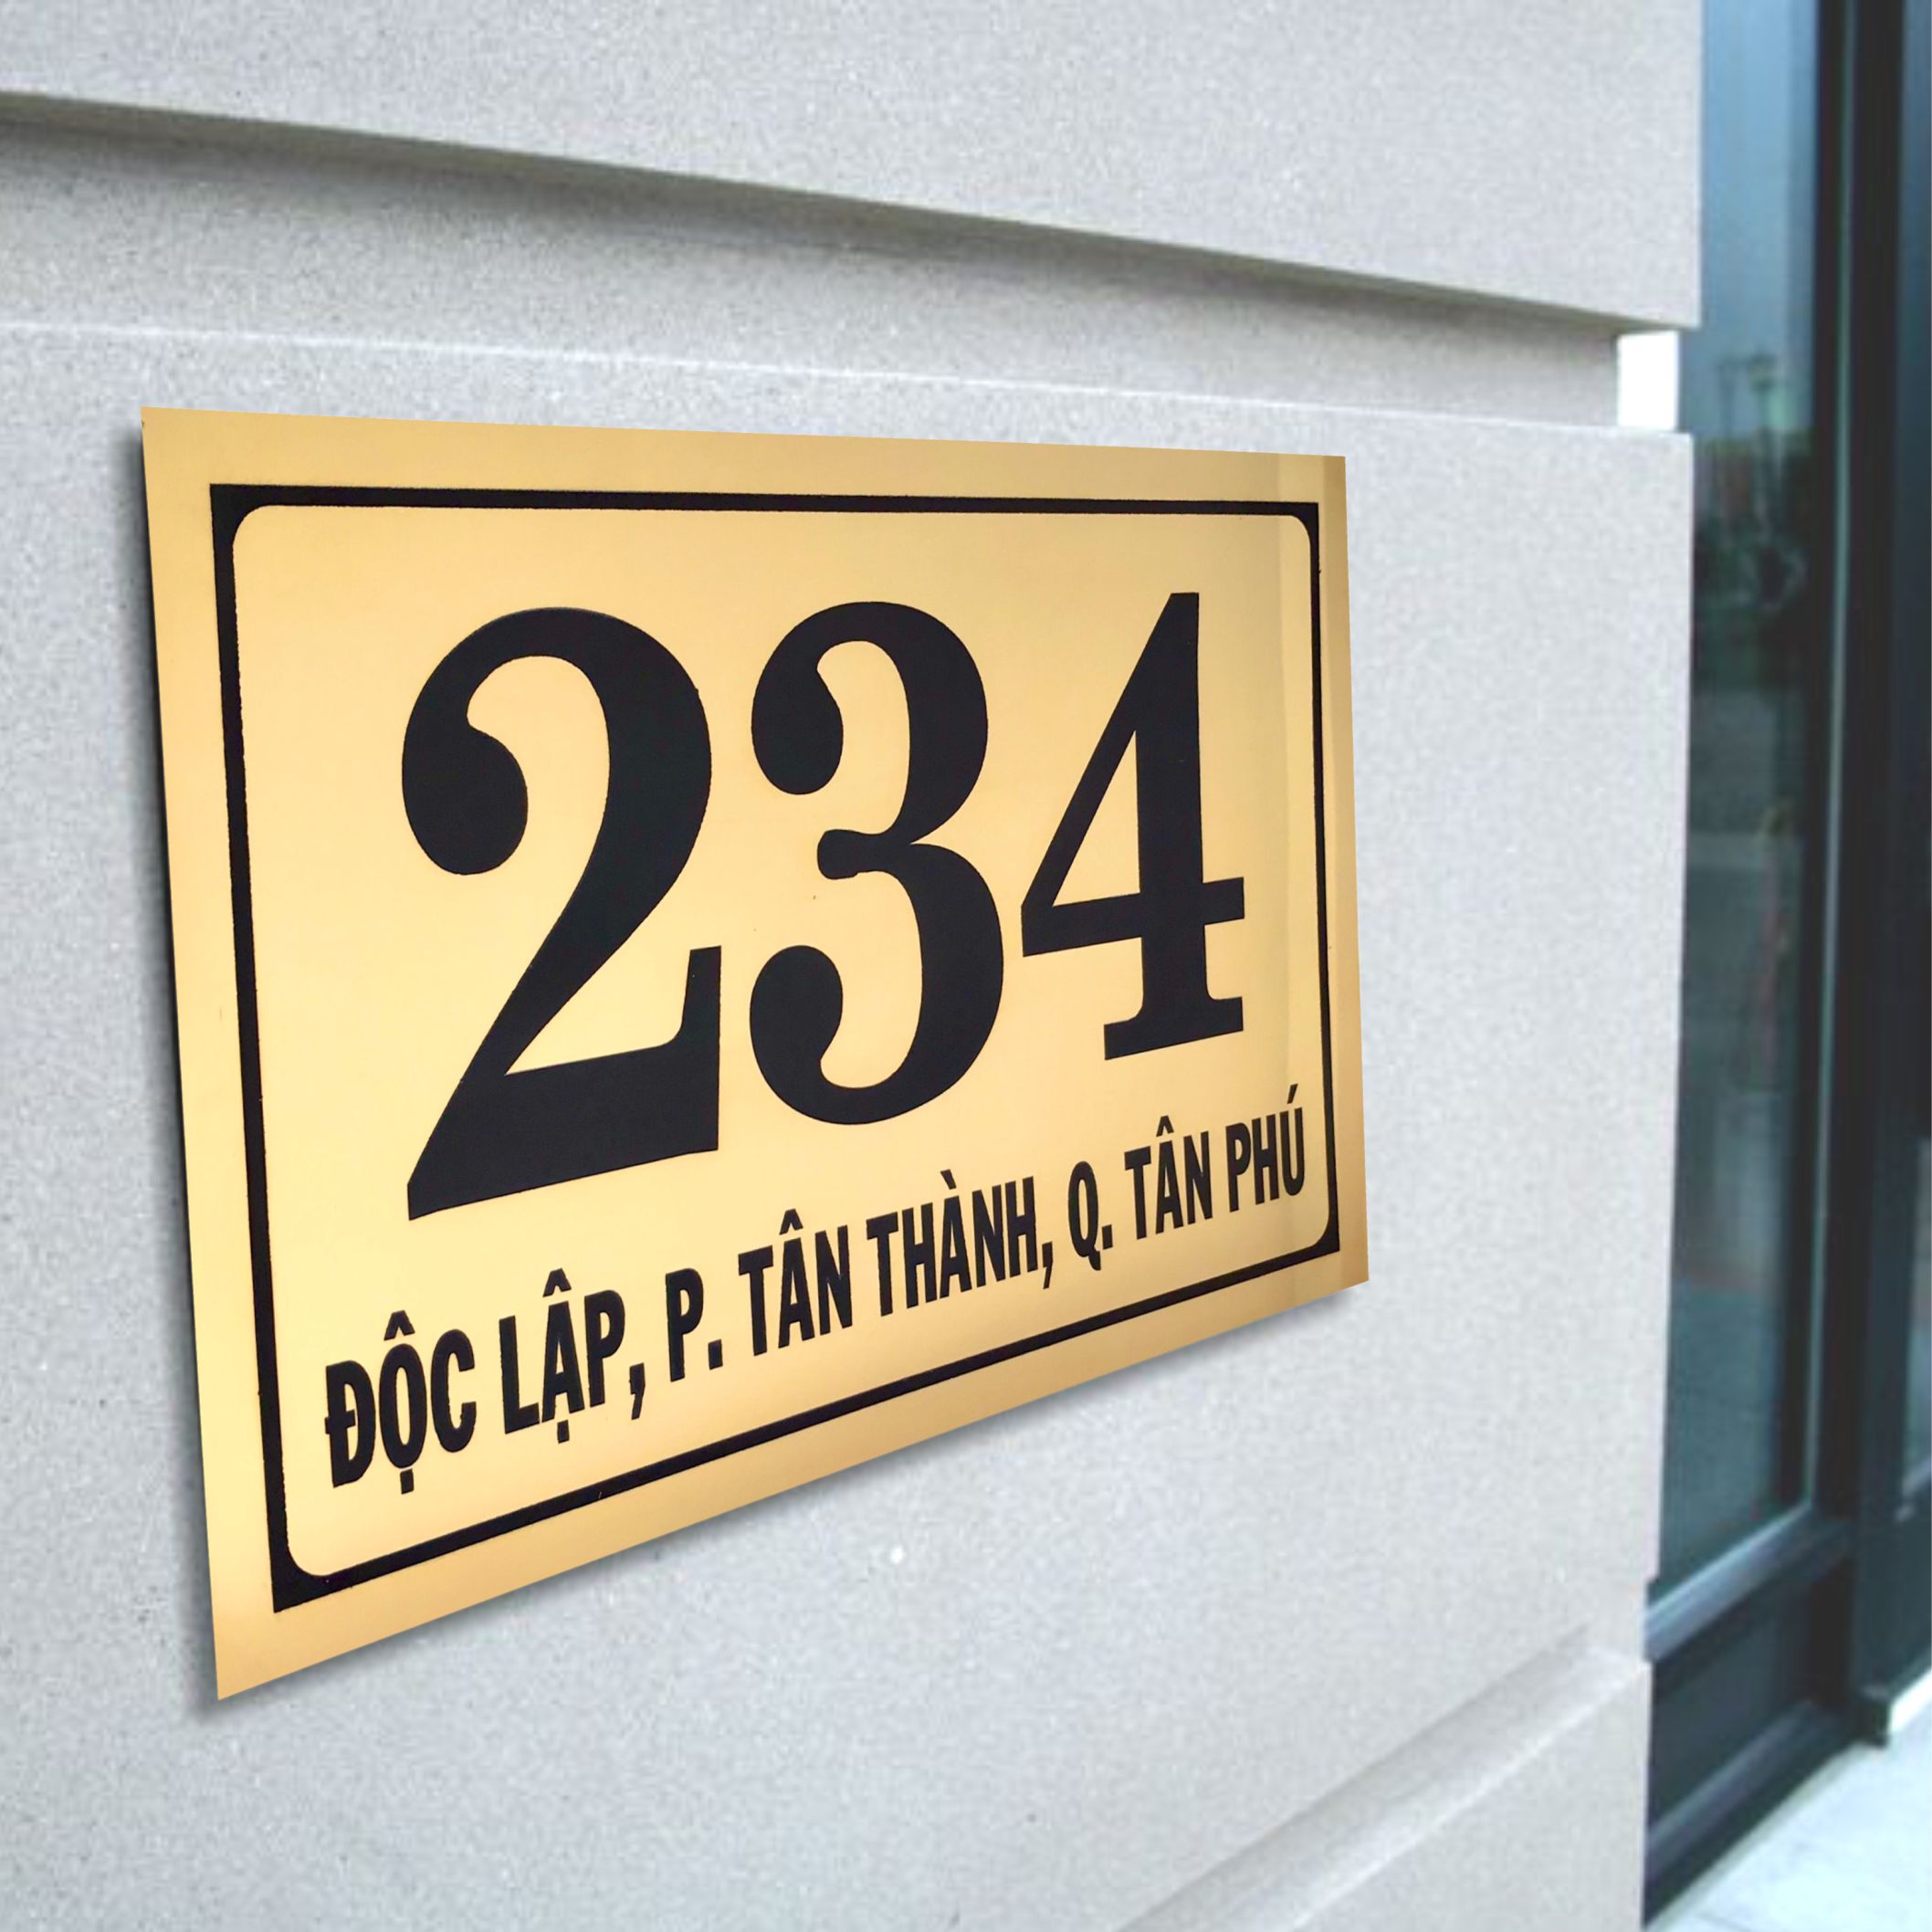 234
ĐỘC LẬP, P. TÂN THÀNH, Q. TÂN PHÚ